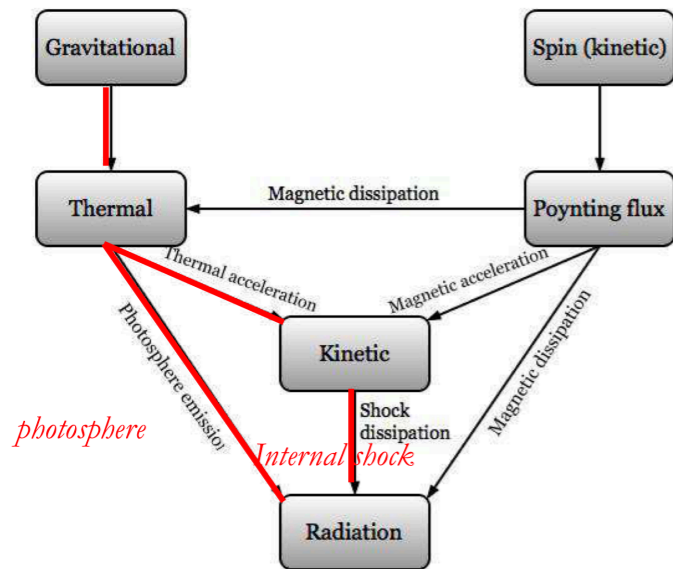 Gravitational
Spin (kinetic)
Magnetic dissipation
Thermal
Poynting flux
Thermal acceleration
Magnetic acceleration
Kinetic
Photosphere emission
Magnetic dissipation
Shock
dissipation
photosphere
Internal shock
Radiation